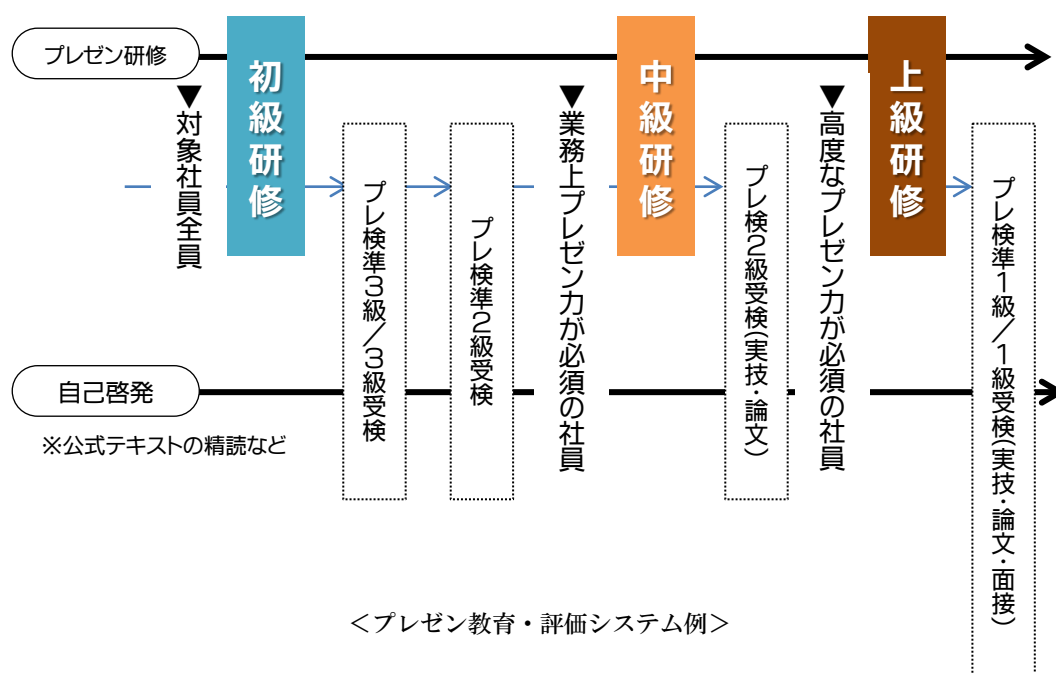 プレゼン研修
▼対象社員全員
初級研修
プレ検準3級／3級受検
プレ検準2級受検
▼業務上プレゼン力が必須の社員
中級研修
プレ検2級受検(実技・論文)
▼高度なプレゼン力が必須の社員
上級研修
プレ検準1級／1級受検(実技・論文・面接)
自己啓発
※公式テキストの精読など
＜プレゼン教育・評価システム例＞